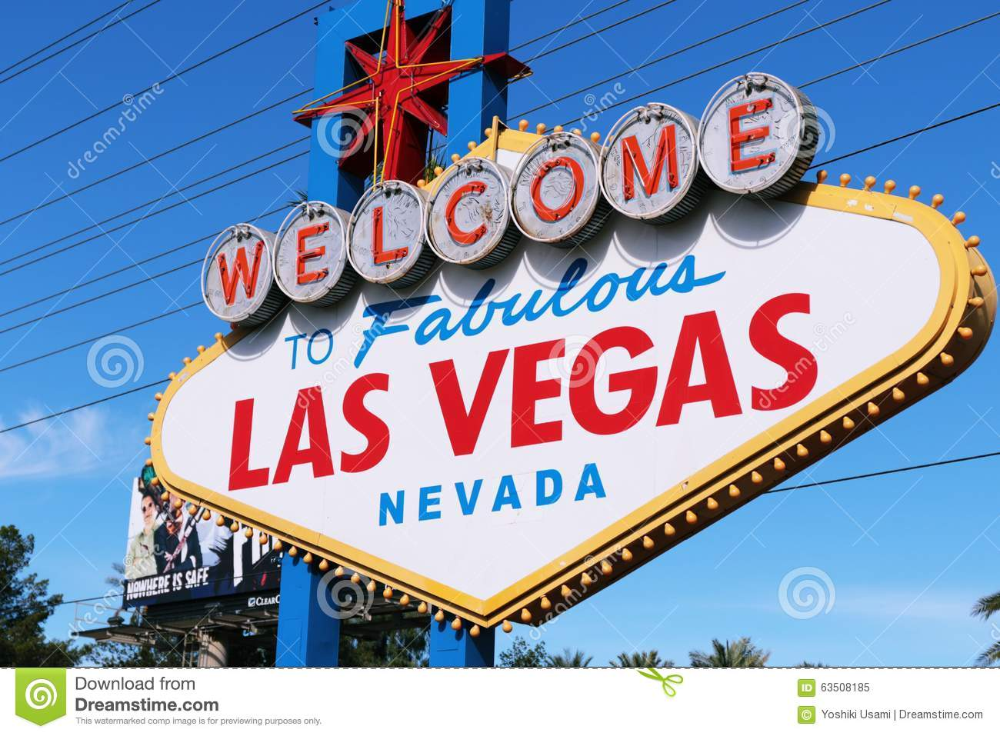 WELCOME
TO Fabulous
LAS VEGAS
NEVADA
NOWHERE IS SAFE
dreamstime
Download from
Dreamstime.com
This watermarked comp image is for previewing purposes only.
ID 63508185
© Yoshiki Usami | Dreamstime.com